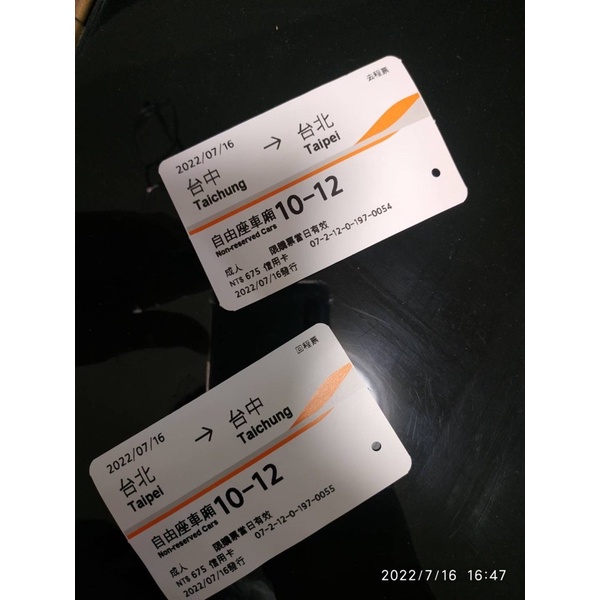 去程票
2022/07/16
台中 → 台北
Taichung Taipei
自由座車廂 10-12
Non-reserved Cars
限購票當日有效
成人 07-2-12-0-197-0054
NT$ 675 信用卡
2022/07/16發行
回程票
2022/07/16
台北 → 台中
Taipei Taichung
自由座車廂 10-12
Non-reserved Cars
限購票當日有效
成人 07-2-12-0-197-0055
NT$ 675 信用卡
2022/07/16發行
2022/7/16 16:47